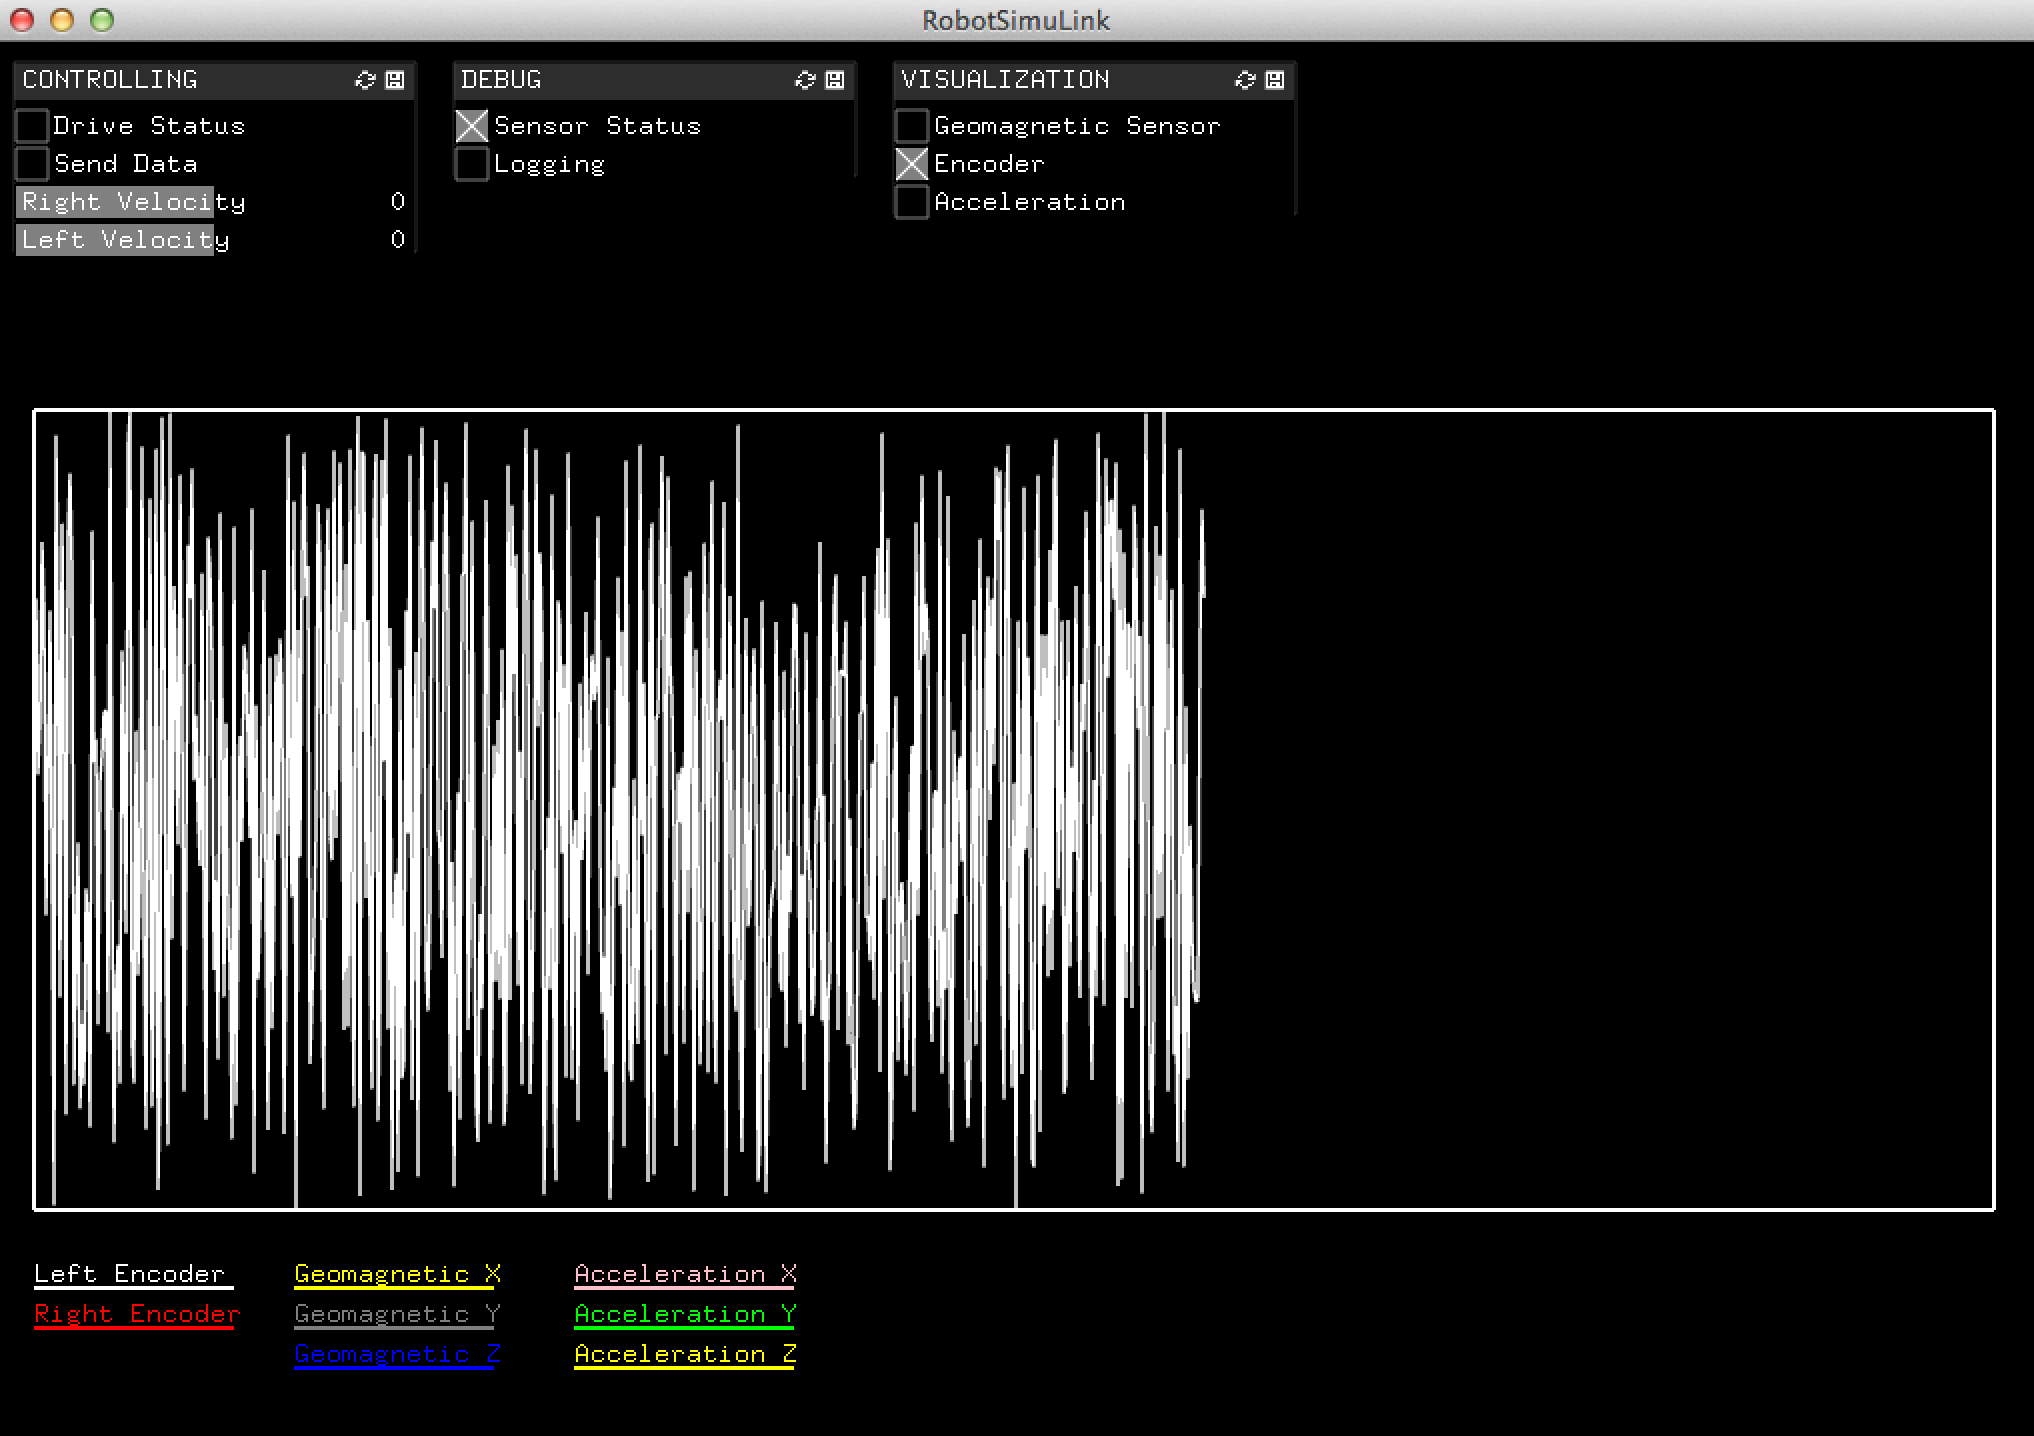 RobotSimuLink
CONTROLLING
Drive Status
Send Data
Right Velocity 0
Left Velocity 0
DEBUG
Sensor Status
Logging
VISUALIZATION
Geomagnetic Sensor
Encoder
Acceleration
Left Encoder
Right Encoder
Geomagnetic X
Geomagnetic Y
Geomagnetic Z
Acceleration X
Acceleration Y
Acceleration Z